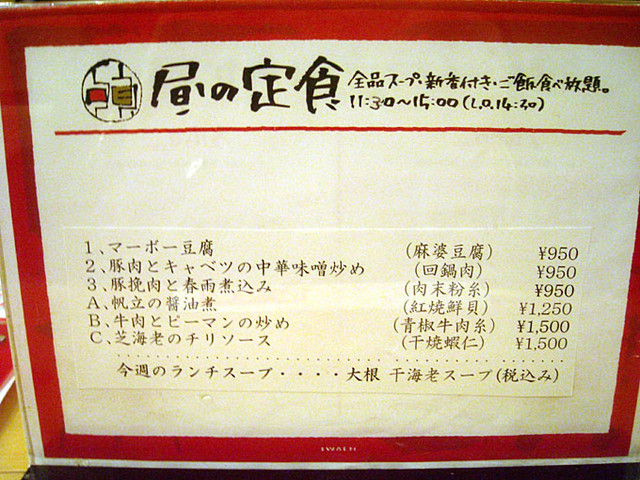 昼の定食
全品スープ・新香付き・ご飯食べ放題。
11:30〜15:00(L.O.14:30)
1、マーボー豆腐 (麻婆豆腐) ¥950
2、豚肉とキャベツの中華味噌炒め (回鍋肉) ¥950
3、豚挽肉と春雨煮込み (肉末粉糸) ¥950
A、帆立の醤油煮 (紅焼鮮貝) ¥1,250
B、牛肉とピーマンの炒め (青椒牛肉糸) ¥1,500
C、芝海老のチリソース (干焼蝦仁) ¥1,500
今週のランチスープ・・・・大根 干海老スープ(税込み)